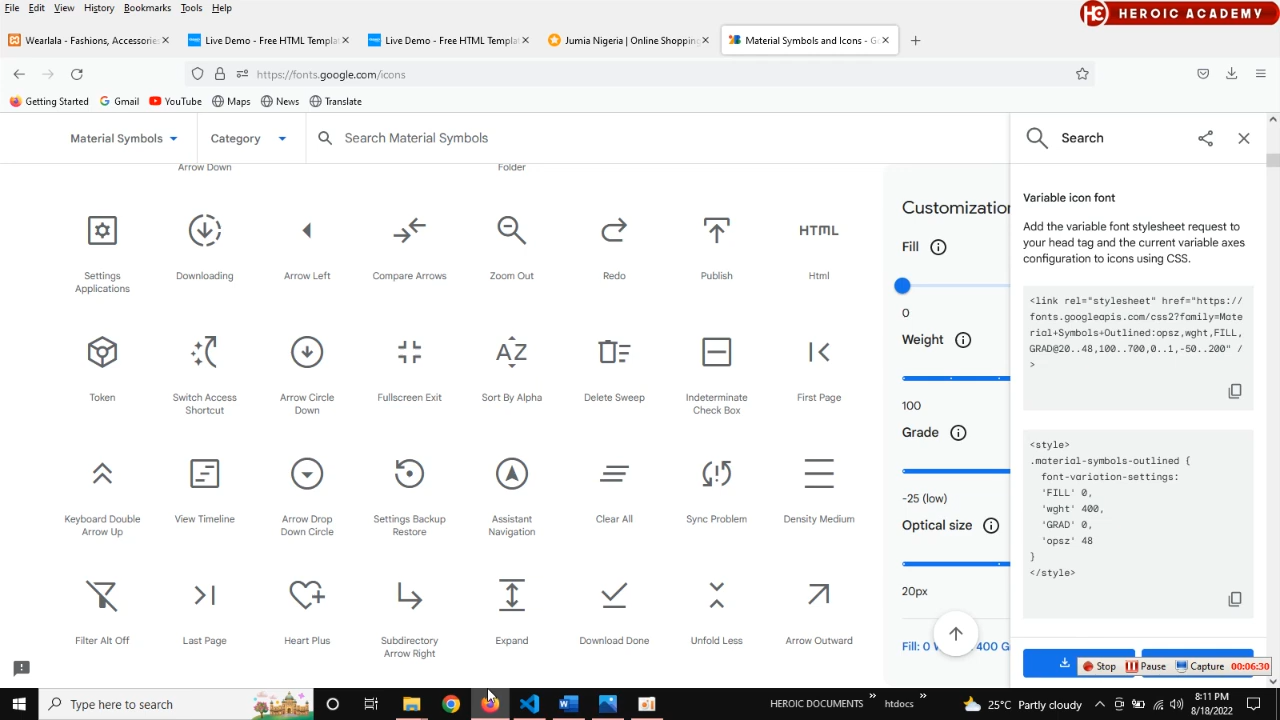 File Edit View History Bookmarks Tools Help
HC HEROIC ACADEMY
Wearlala - Fashions, Accessories
Live Demo - Free HTML Templat
Live Demo - Free HTML Templat
Jumia Nigeria | Online Shopping
Material Symbols and Icons - G
https://fonts.google.com/icons
Getting Started Gmail YouTube Maps News Translate
Material Symbols Category Search Material Symbols
Search
Arrow Down Folder
HTML
Settings
Applications
Downloading
Arrow Left
Compare Arrows
Zoom Out
Redo
Publish
Html
AZ
Token
Switch Access
Shortcut
Arrow Circle
Down
Fullscreen Exit
Sort By Alpha
Delete Sweep
Indeterminate
Check Box
First Page
Keyboard Double
Arrow Up
View Timeline
Arrow Drop
Down Circle
Settings Backup
Restore
Assistant
Navigation
Clear All
Sync Problem
Density Medium
Filter Alt Off
Last Page
Heart Plus
Subdirectory
Arrow Right
Expand
Download Done
Unfold Less
Arrow Outward
Customization
Fill
0
Weight
100
Grade
-25 (low)
Optical size
20px
Fill: 0 W 400 G
Variable icon font
Add the variable font stylesheet request to
your head tag and the current variable axes
configuration to icons using CSS.
<link rel="stylesheet" href="https://
fonts.googleapis.com/css2?family=Mate
rial+Symbols+Outlined:opsz,wght,FILL,
GRAD@20..48,100..700,0..1,-50..200" /
>
<style>
.material-symbols-outlined {
font-variation-settings:
'FILL' 0,
'wght' 400,
'GRAD' 0,
'opsz' 48
}
</style>
Stop Pause Capture 00:06:30
Type here to search
HEROIC DOCUMENTS htdocs
25°C Partly cloudy
8:11 PM
8/18/2022